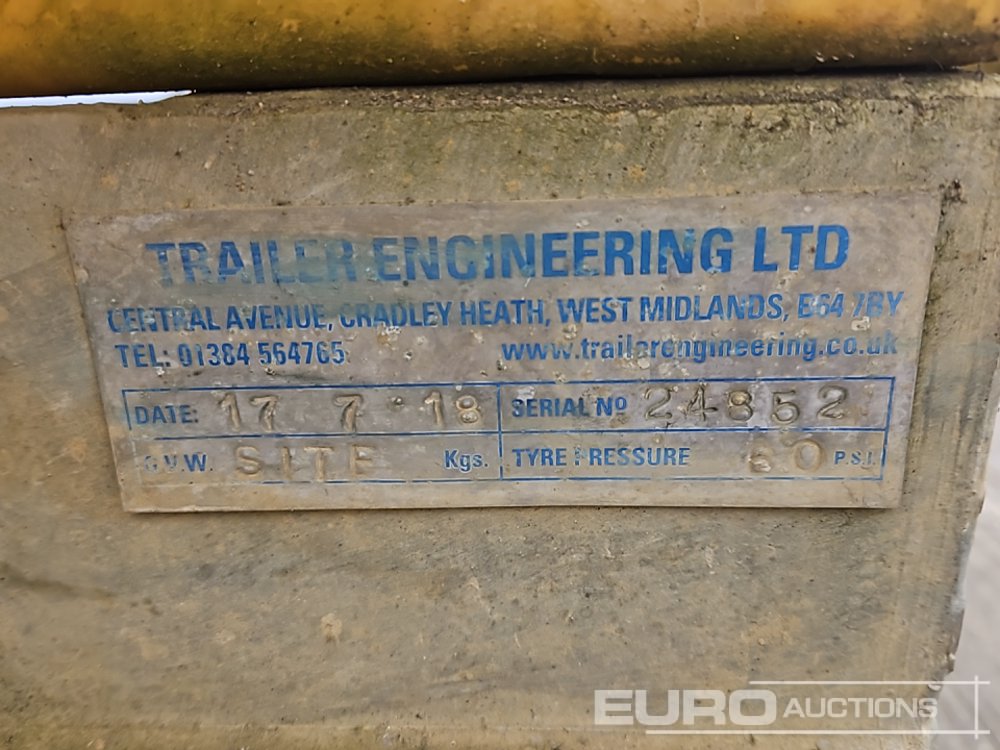 TRAILER ENGINEERING LTD
CENTRAL AVENUE, CRADLEY HEATH, WEST MIDLANDS, B64 7BY
TEL: 01384 564765 www.trailerengineering.co.uk
DATE: 17 7 18 SERIAL Nº 24852
G.V.W. SITE Kgs. TYRE PRESSURE 60 P.S.I.
EURO AUCTIONS